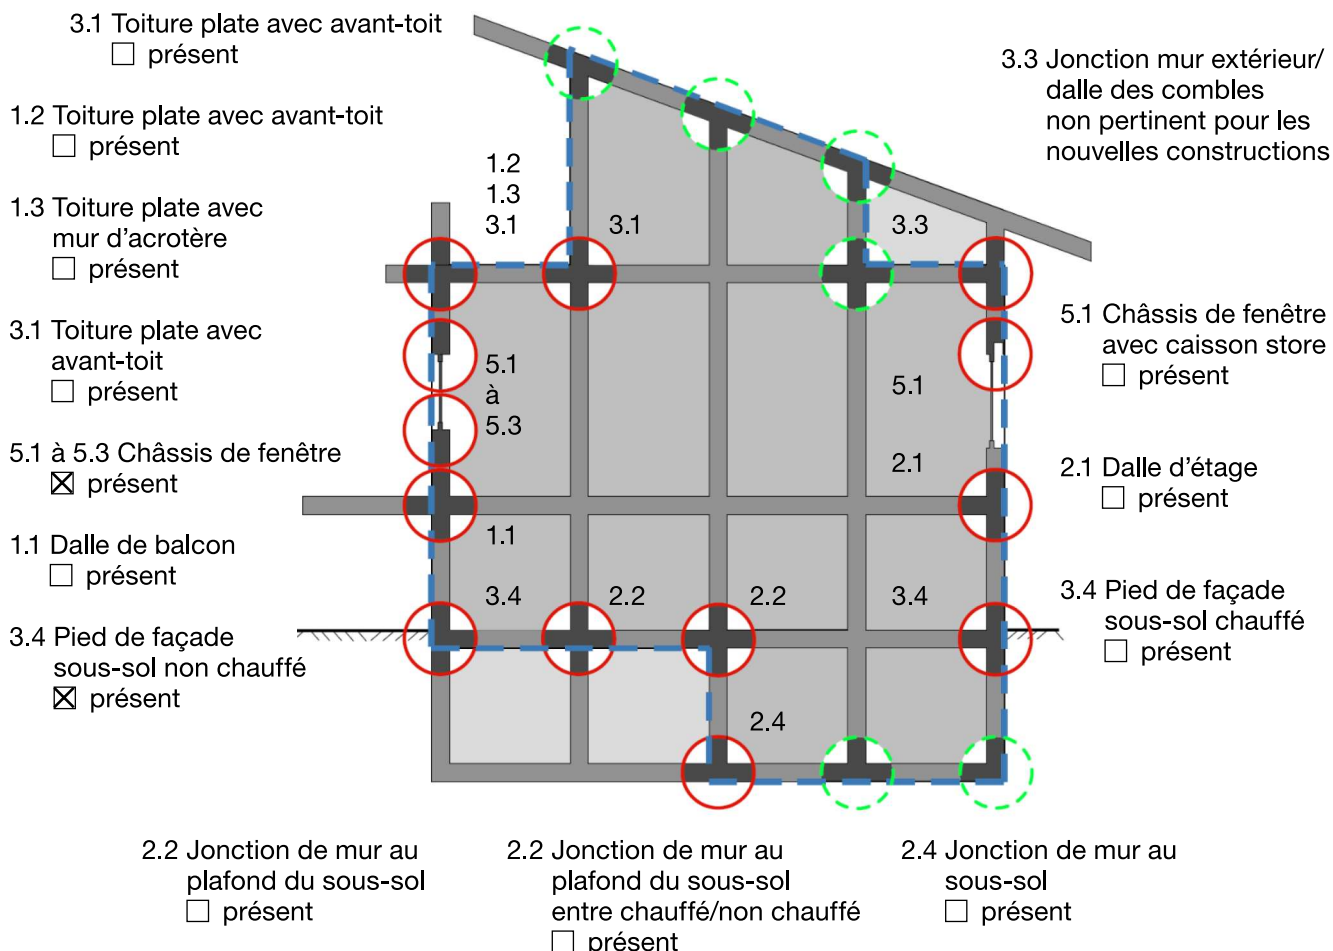 3.1 Toiture plate avec avant-toit
☐ présent
1.2 Toiture plate avec avant-toit
☐ présent
1.3 Toiture plate avec
mur d'acrotère
☐ présent
3.1 Toiture plate avec
avant-toit
☐ présent
5.1 à 5.3 Châssis de fenêtre
☒ présent
1.1 Dalle de balcon
☐ présent
3.4 Pied de façade
sous-sol non chauffé
☒ présent
1.2
1.3
3.1
3.1
3.3
5.1
à
5.3
5.1
2.1
1.1
3.4
2.2
2.2
3.4
2.4
3.3 Jonction mur extérieur/
dalle des combles
non pertinent pour les
nouvelles constructions
5.1 Châssis de fenêtre
avec caisson store
☐ présent
2.1 Dalle d'étage
☐ présent
3.4 Pied de façade
sous-sol chauffé
☐ présent
2.2 Jonction de mur au
plafond du sous-sol
☐ présent
2.2 Jonction de mur au
plafond du sous-sol
entre chauffé/non chauffé
☐ présent
2.4 Jonction de mur au
sous-sol
☐ présent